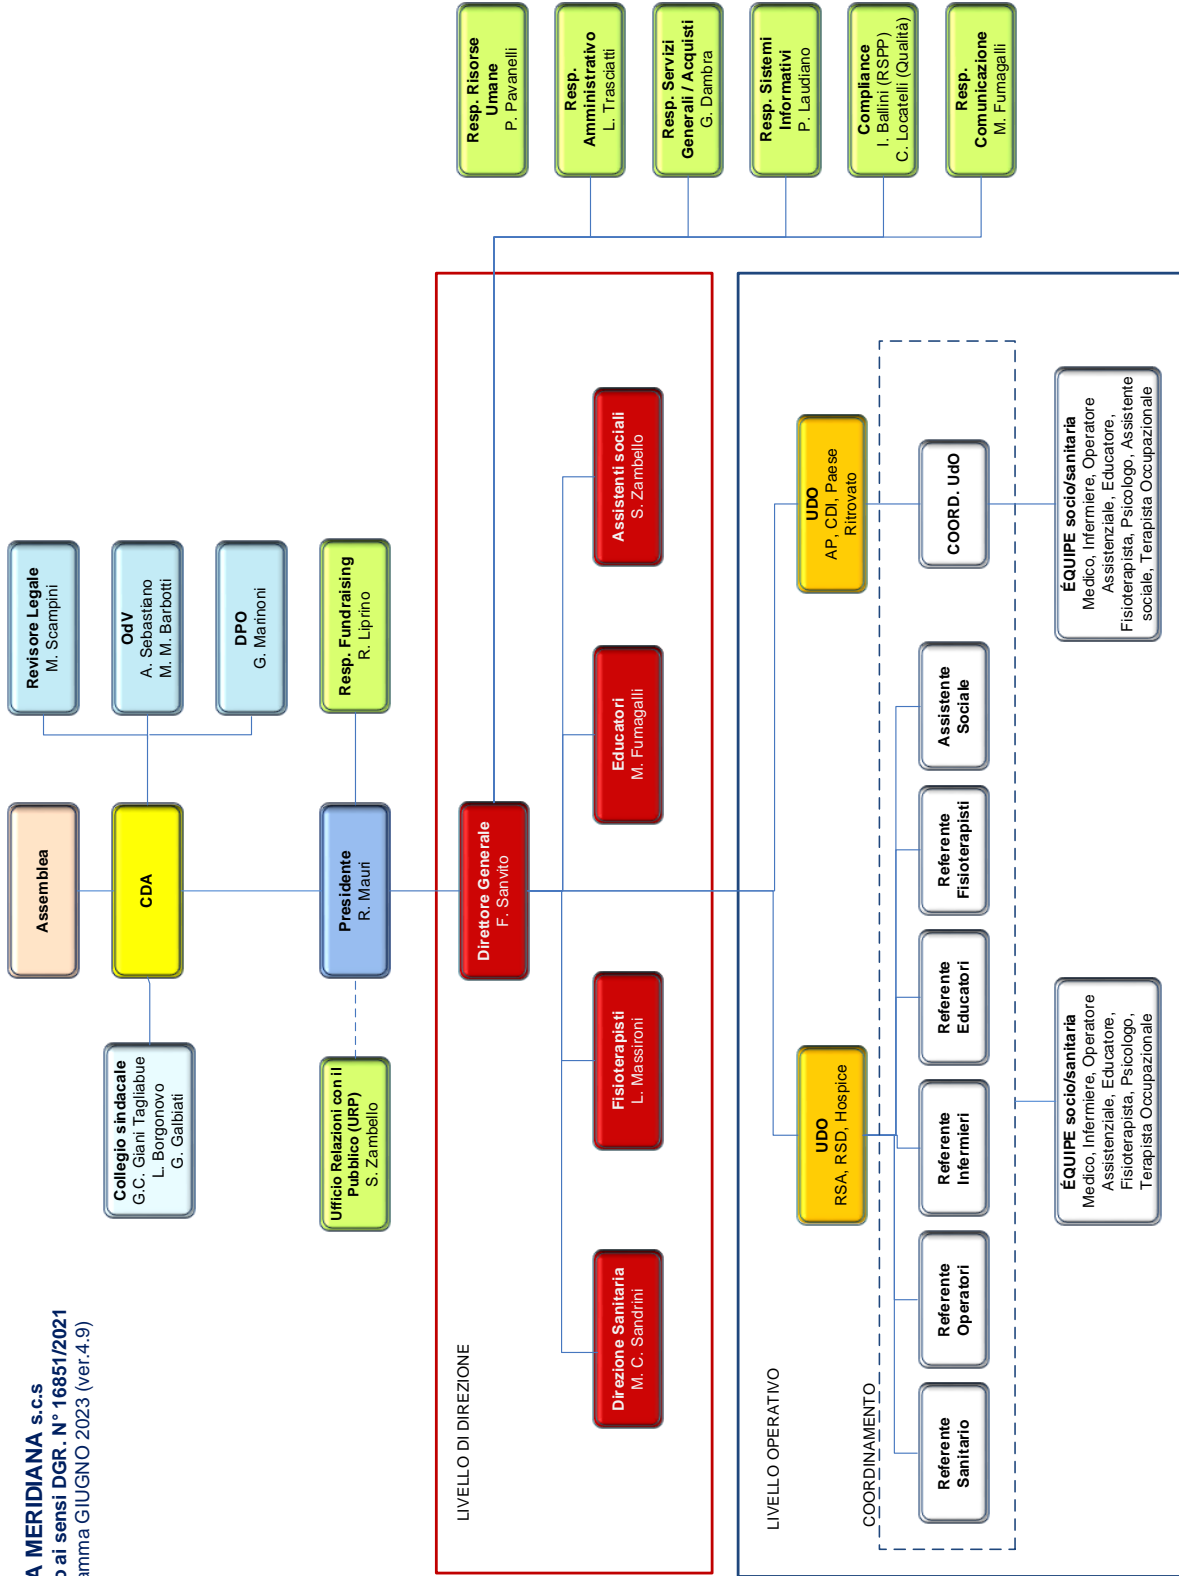 A MERIDIANA s.c.s
o ai sensi DGR. N° 16851/2021
amma GIUGNO 2023 (ver.4.9)
Assemblea
CDA
Revisore Legale
M. Scampini
OdV
A. Sebastiano
M. M. Barbotti
DPO
G. Marinoni
Collegio sindacale
G.C. Giani Tagliabue
L. Borgonovo
G. Galbiati
Ufficio Relazioni con il
Pubblico (URP)
S. Zambello
Presidente
R. Mauri
Resp. Fundraising
R. Liprino
LIVELLO DI DIREZIONE
Direttore Generale
F. Sanvito
Resp. Risorse
Umane
P. Pavanelli
Resp.
Amministrativo
L. Trasciatti
Resp. Servizi
Generali / Acquisti
G. Dambra
Resp. Sistemi
Informativi
P. Laudiano
Compliance
I. Ballini (RSPP)
C. Locatelli (Qualità)
Resp.
Comunicazione
M. Fumagalli
Direzione Sanitaria
M. C. Sandrini
Fisioterapisti
L. Massironi
Educatori
M. Fumagalli
Assistenti sociali
S. Zambello
LIVELLO OPERATIVO
UDO
RSA, RSD, Hospice
UDO
AP, CDI, Paese
Ritrovato
COORDINAMENTO
Referente
Sanitario
Referente
Operatori
Referente
Infermieri
Referente
Educatori
Referente
Fisioterapisti
Assistente
Sociale
COORD. UdO
ÉQUIPE socio/sanitaria
Medico, Infermiere, Operatore
Assistenziale, Educatore,
Fisioterapista, Psicologo,
Terapista Occupazionale
ÉQUIPE socio/sanitaria
Medico, Infermiere, Operatore
Assistenziale, Educatore,
Fisioterapista, Psicologo, Assistente
sociale, Terapista Occupazionale